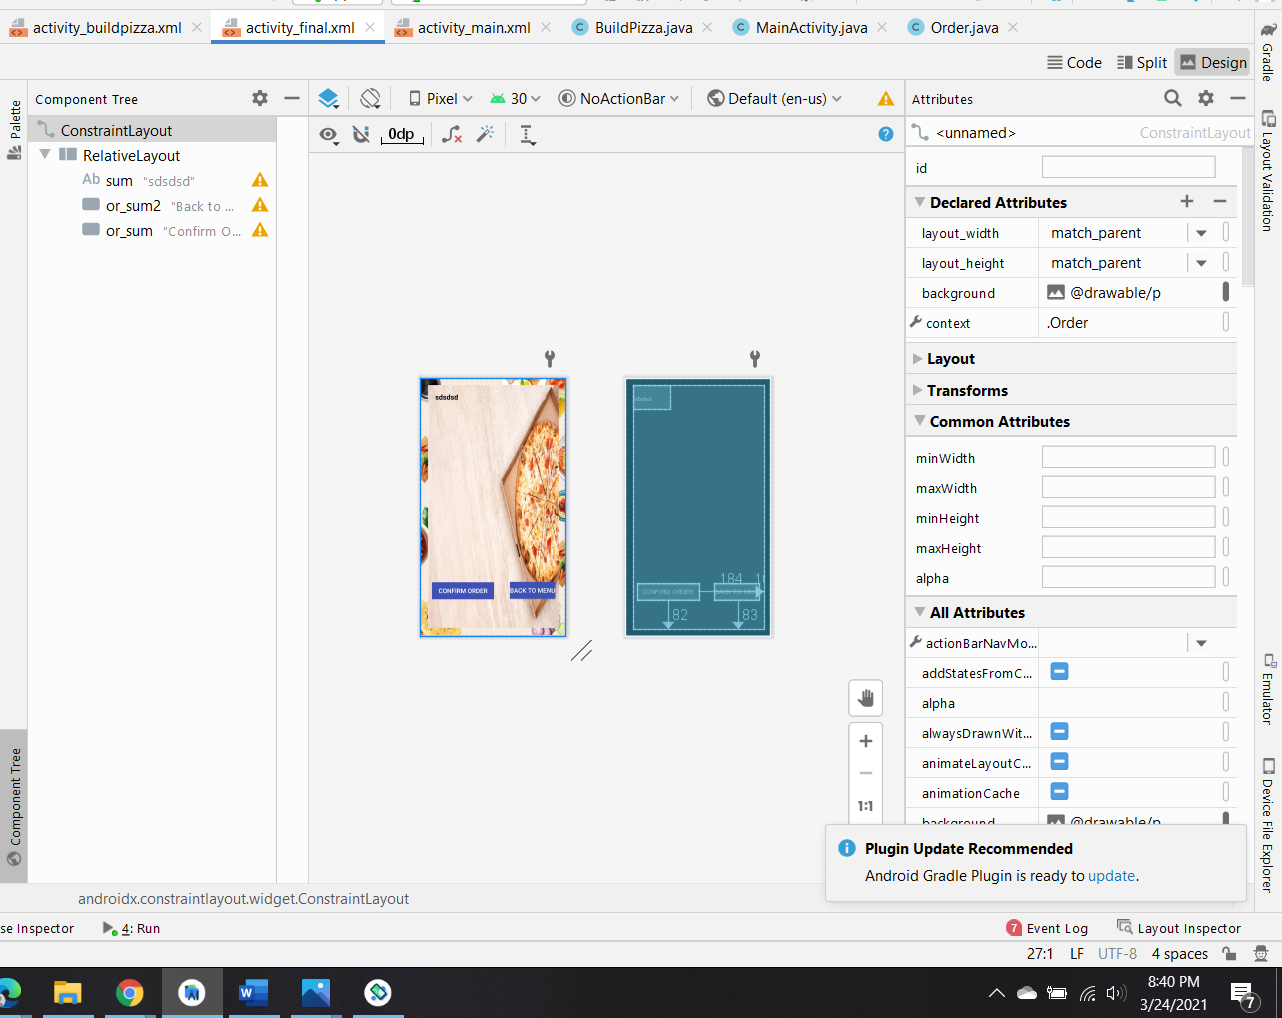 activity_buildpizza.xml
activity_final.xml
activity_main.xml
BuildPizza.java
MainActivity.java
Order.java
Code
Split
Design
Gradle
Layout Validation
Emulator
Device File Explorer
Palette
Component Tree
Component Tree
ConstraintLayout
RelativeLayout
Ab sum "sdsdsd"
or_sum2 "Back to ...
or_sum "Confirm O...
Pixel
30
NoActionBar
Default (en-us)
0dp
sdsdsd
CONFIRM ORDER
BACK TO MENU
sdsdsd
184
CONFIRM ORDER
82
83
1:1
Attributes
<unnamed>
ConstraintLayout
id
Declared Attributes
layout_width match_parent
layout_height match_parent
background @drawable/p
context .Order
Layout
Transforms
Common Attributes
minWidth
maxWidth
minHeight
maxHeight
alpha
All Attributes
actionBarNavMo...
addStatesFromC...
alpha
alwaysDrawnWit...
animateLayoutC...
animationCache
background @drawable/p
Plugin Update Recommended
Android Gradle Plugin is ready to update.
androidx.constraintlayout.widget.ConstraintLayout
se Inspector
4: Run
7 Event Log
Layout Inspector
27:1 LF UTF-8 4 spaces
8:40 PM
3/24/2021
7